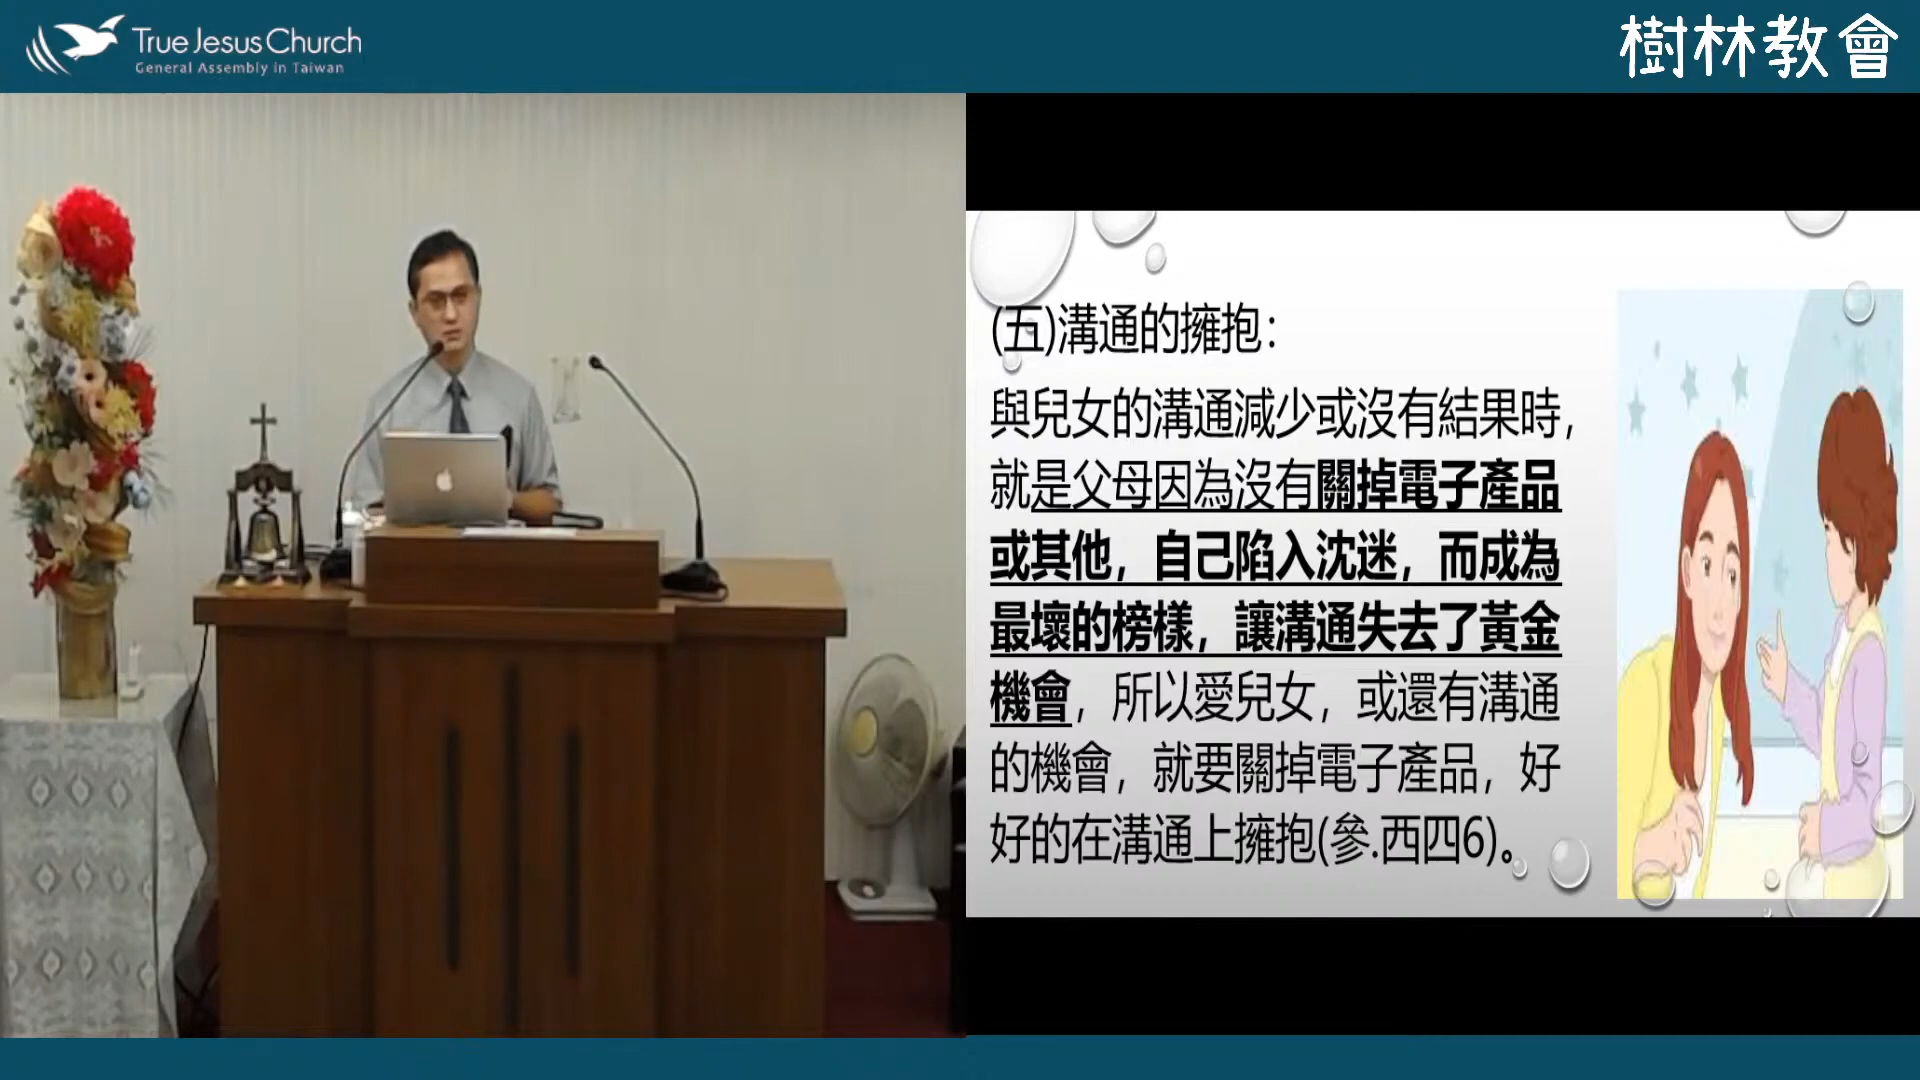 True Jesus Church
General Assembly in Taiwan
樹林教會
(五)溝通的擁抱：
與兒女的溝通減少或沒有結果時，
就是父母因為沒有關掉電子產品
或其他，自己陷入沈迷，而成為
最壞的榜樣，讓溝通失去了黃金
機會，所以愛兒女，或還有溝通
的機會，就要關掉電子產品，好
好的在溝通上擁抱(參.西四6)。